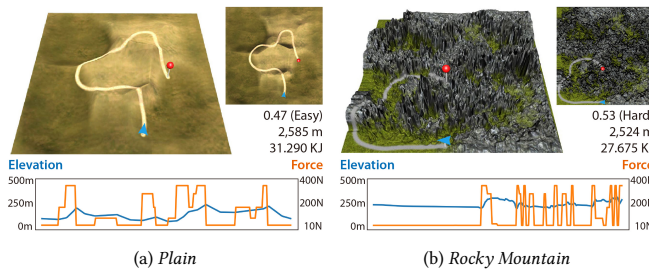 0.47 (Easy)
2,585 m
31.290 KJ
Elevation
Force
500m
250m
0m
400N
200N
10N
(a) Plain
0.53 (Hard
2,524 m
27.675 K
Elevation
Force
500m
250m
0m
400N
200N
10N
(b) Rocky Mountain